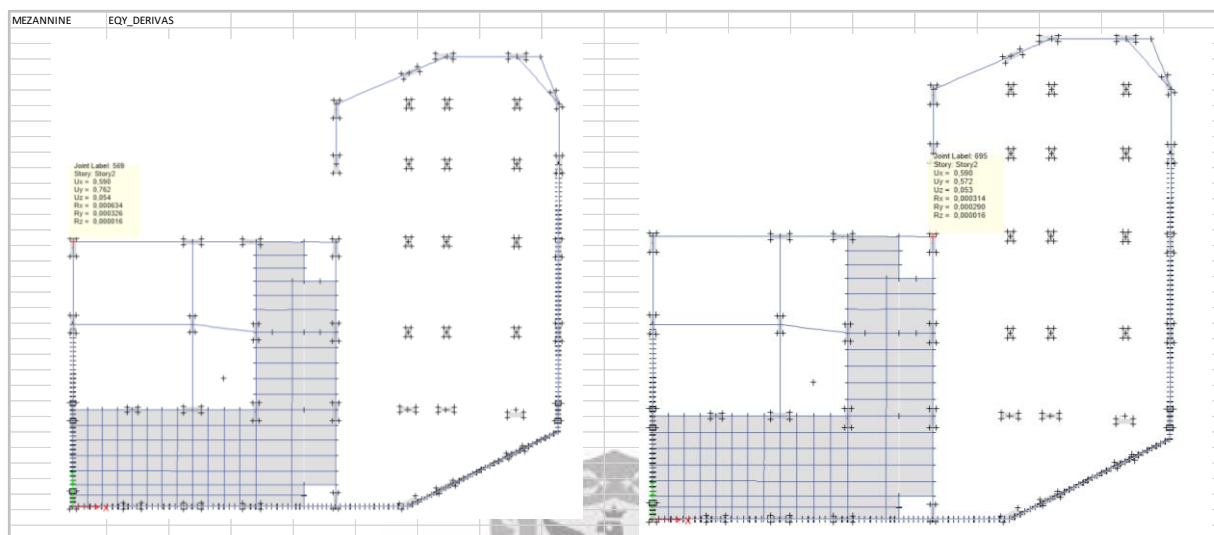 MEZANNINE EQY_DERIVAS
Joint Label: 569
Story: Story2
Ux = 0,590
Uy = 0,762
Uz = 0,054
Rx = 0,000634
Ry = 0,000326
Rz = 0,000016
X
Joint Label: 695
Story: Story2
Ux = 0,590
Uy = 0,572
Uz = 0,053
Rx = 0,000314
Ry = 0,000290
Rz = 0,000016
X